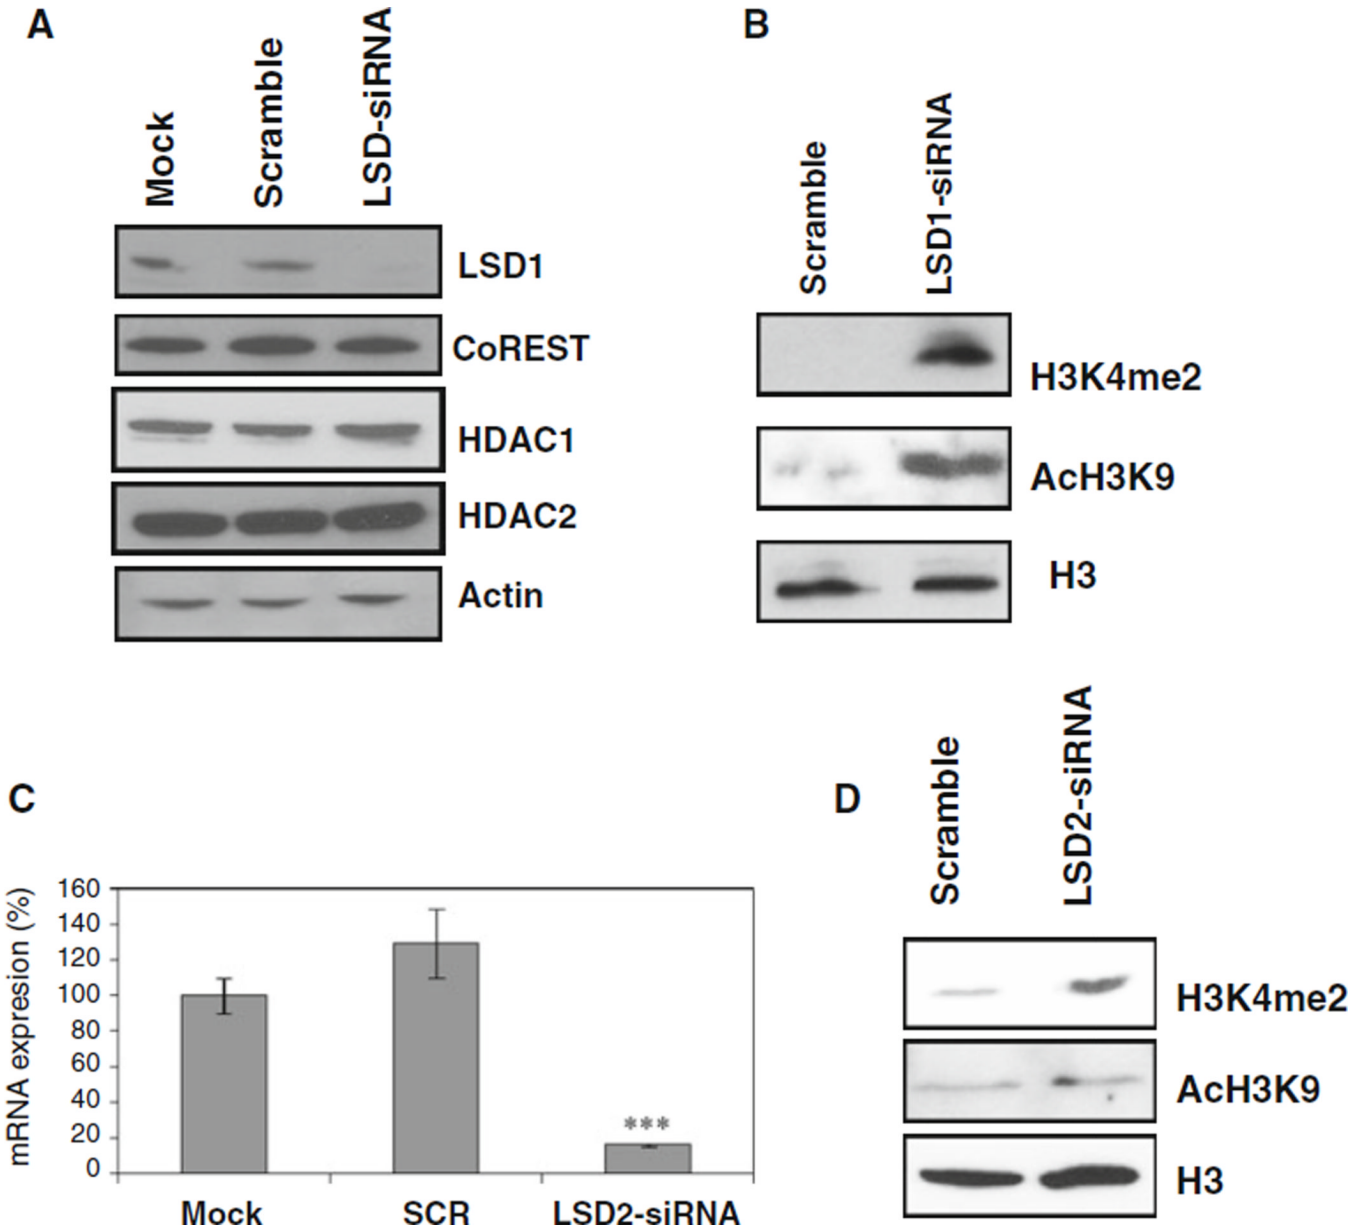 A
Mock
Scramble
LSD-siRNA
LSD1
CoREST
HDAC1
HDAC2
Actin
B
Scramble
LSD1-siRNA
H3K4me2
AcH3K9
H3
C
mRNA expresion (%)
160
140
120
100
80
60
40
20
0
***
Mock
SCR
LSD2-siRNA
D
Scramble
LSD2-siRNA
H3K4me2
AcH3K9
H3